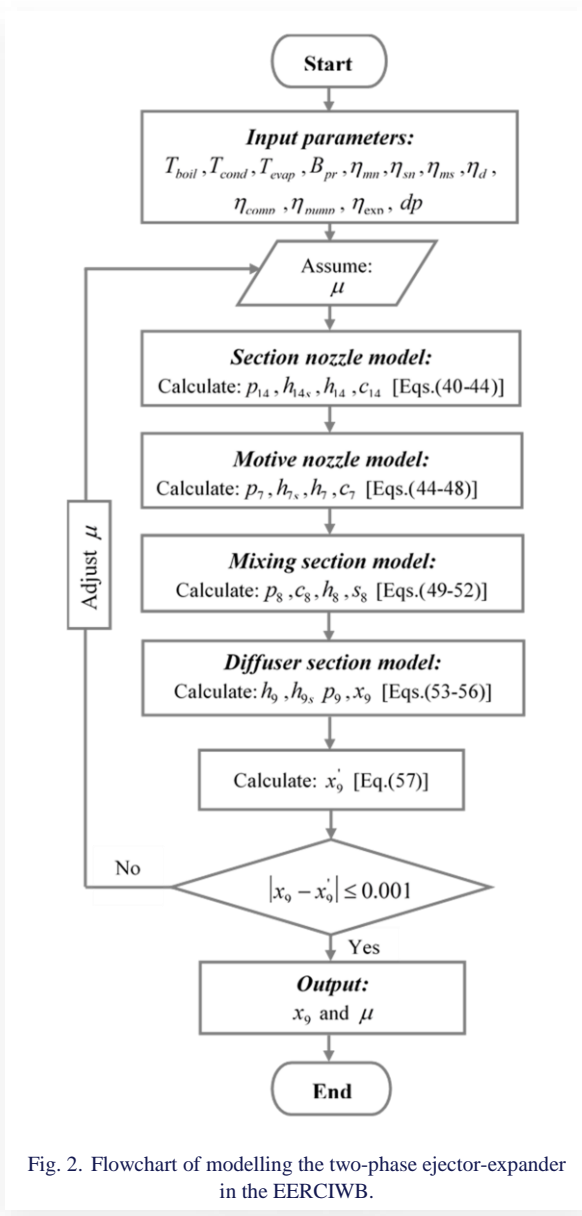 Start
Input parameters:
T_boil , T_cond , T_evap , B_pr , η_mn , η_sn , η_ms , η_d ,
η_comp , η_pump , η_exp , dp
Assume:
μ
Section nozzle model:
Calculate: p_14 , h_14s , h_14 , c_14 [Eqs.(40-44)]
Motive nozzle model:
Calculate: p_7 , h_7s , h_7 , c_7 [Eqs.(44-48)]
Adjust μ
Mixing section model:
Calculate: p_8 , c_8 , h_8 , s_8 [Eqs.(49-52)]
Diffuser section model:
Calculate: h_9 , h_9s p_9 , x_9 [Eqs.(53-56)]
Calculate: x_9' [Eq.(57)]
No
|x_9 − x_9'| ≤ 0.001
Yes
Output:
x_9 and μ
End
Fig. 2. Flowchart of modelling the two-phase ejector-expander
in the EERCIWB.